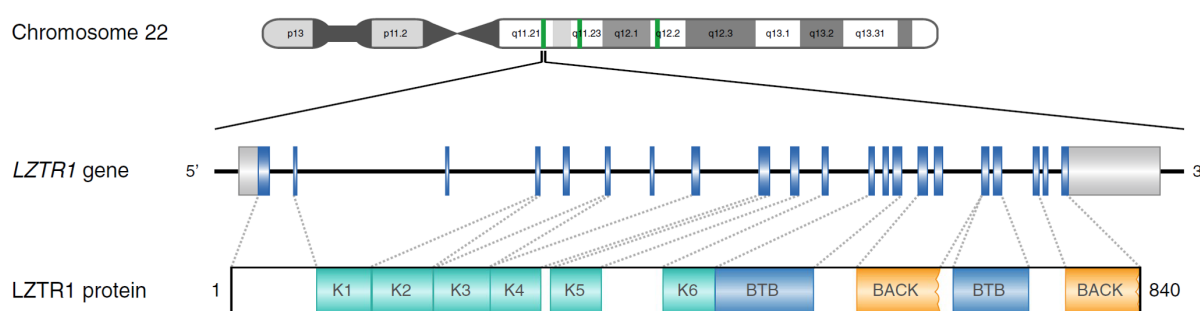 Chromosome 22 p13 p11.2 q11.21 q11.23 q12.1 q12.2 q12.3 q13.1 q13.2 q13.31
LZTR1 gene 5’ 3
LZTR1 protein 1 K1 K2 K3 K4 K5 K6 BTB BACK BTB BACK 840